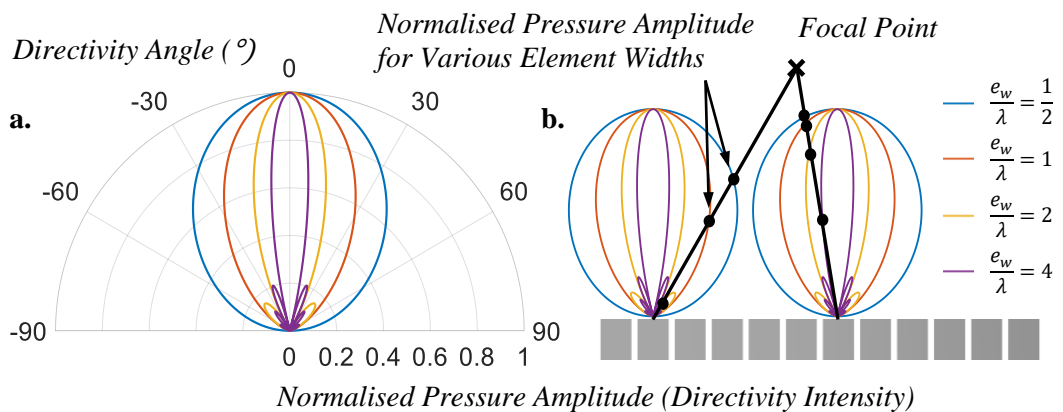 Directivity Angle (°)
Normalised Pressure Amplitude
for Various Element Widths
Focal Point
a.
0
-30
30
-60
60
-90
90
0 0.2 0.4 0.6 0.8 1
b.
e_w/λ = 1/2
e_w/λ = 1
e_w/λ = 2
e_w/λ = 4
Normalised Pressure Amplitude (Directivity Intensity)